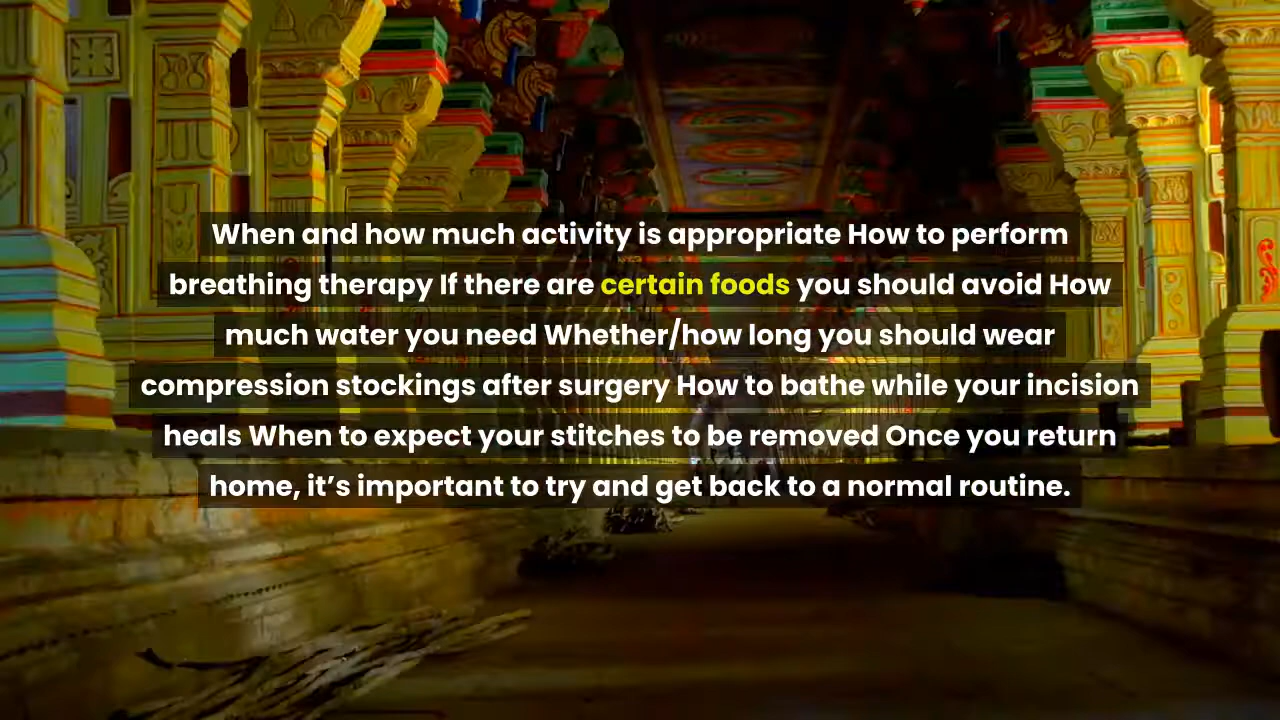 When and how much activity is appropriate How to perform
breathing therapy If there are certain foods you should avoid How
much water you need Whether/how long you should wear
compression stockings after surgery How to bathe while your incision
heals When to expect your stitches to be removed Once you return
home, it’s important to try and get back to a normal routine.